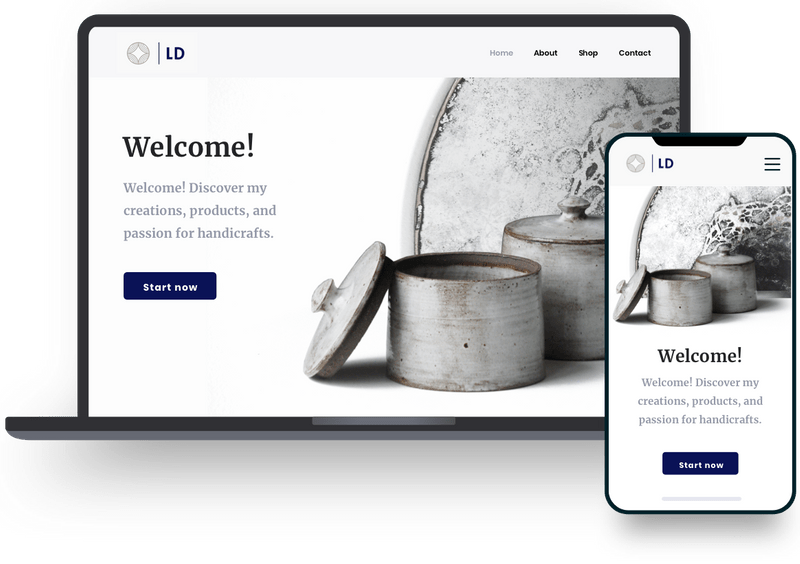 LD
Home About Shop Contact
Welcome!
Welcome! Discover my
creations, products, and
passion for handicrafts.
Start now
LD
Welcome!
Welcome! Discover my
creations, products, and
passion for handicrafts.
Start now